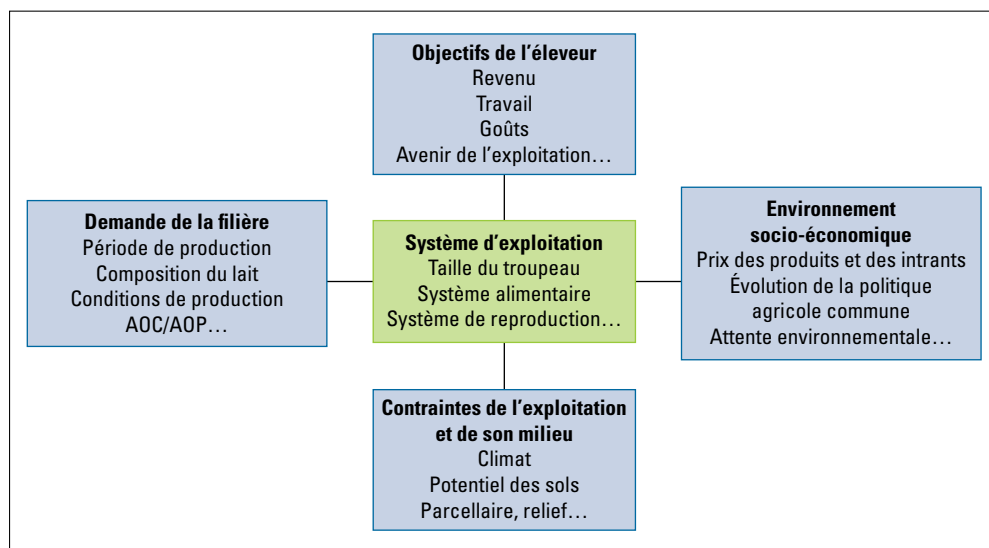 Objectifs de l'éleveur
Revenu
Travail
Goûts
Avenir de l'exploitation…
Demande de la filière
Période de production
Composition du lait
Conditions de production
AOC/AOP…
Système d'exploitation
Taille du troupeau
Système alimentaire
Système de reproduction…
Environnement
socio-économique
Prix des produits et des intrants
Évolution de la politique
agricole commune
Attente environnementale…
Contraintes de l'exploitation
et de son milieu
Climat
Potentiel des sols
Parcellaire, relief…